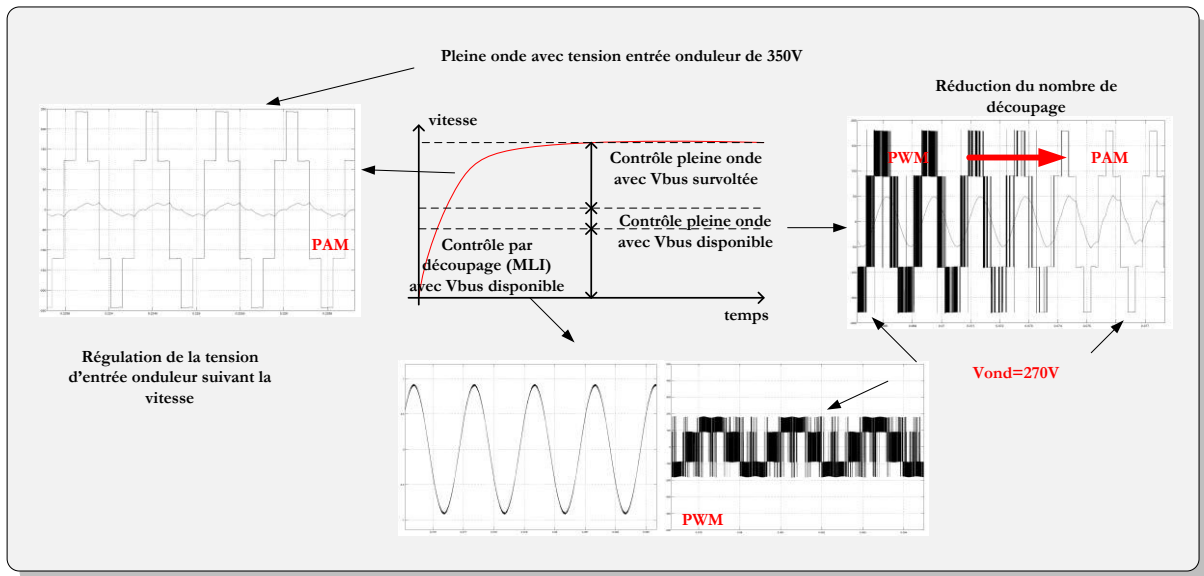 Pleine onde avec tension entrée onduleur de 350V
Réduction du nombre de
découpage
vitesse
PWM
PAM
Contrôle pleine onde
avec Vbus survoltée
Contrôle pleine onde
avec Vbus disponible
Contrôle par
découpage (MLI)
avec Vbus disponible
PAM
temps
Régulation de la tension
d'entrée onduleur suivant la
vitesse
Vond=270V
PWM